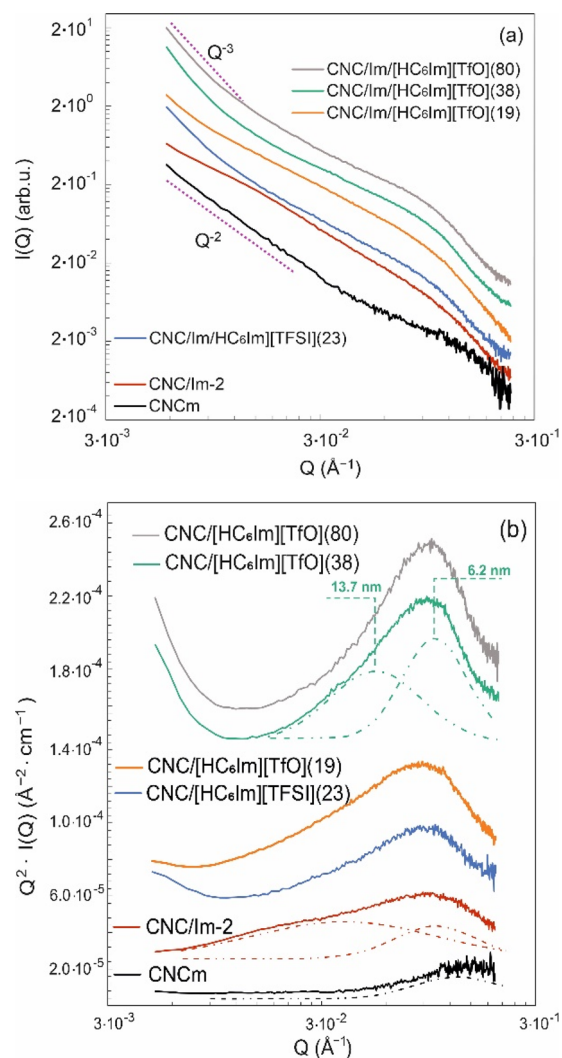 (a)
2·10¹
Q⁻³
CNC/Im/[HC₆Im][TfO](80)
CNC/Im/[HC₆Im][TfO](38)
CNC/Im/[HC₆Im][TfO](19)
2·10⁰
2·10⁻¹
2·10⁻²
2·10⁻³
2·10⁻⁴
I(Q) (arb.u.)
Q⁻²
CNC/Im/HC₆Im][TFSI](23)
CNC/Im-2
CNCm
3·10⁻³
3·10⁻²
3·10⁻¹
Q (Å⁻¹)
(b)
2.6·10⁻⁴
CNC/[HC₆Im][TfO](80)
CNC/[HC₆Im][TfO](38)
6.2 nm
13.7 nm
2.2·10⁻⁴
1.8·10⁻⁴
1.4·10⁻⁴
CNC/[HC₆Im][TfO](19)
CNC/[HC₆Im][TFSI](23)
1.0·10⁻⁴
6.0·10⁻⁵
CNC/Im-2
CNCm
2.0·10⁻⁵
Q² · I(Q) (Å⁻² · cm⁻¹)
3·10⁻³
3·10⁻²
3·10⁻¹
Q (Å⁻¹)